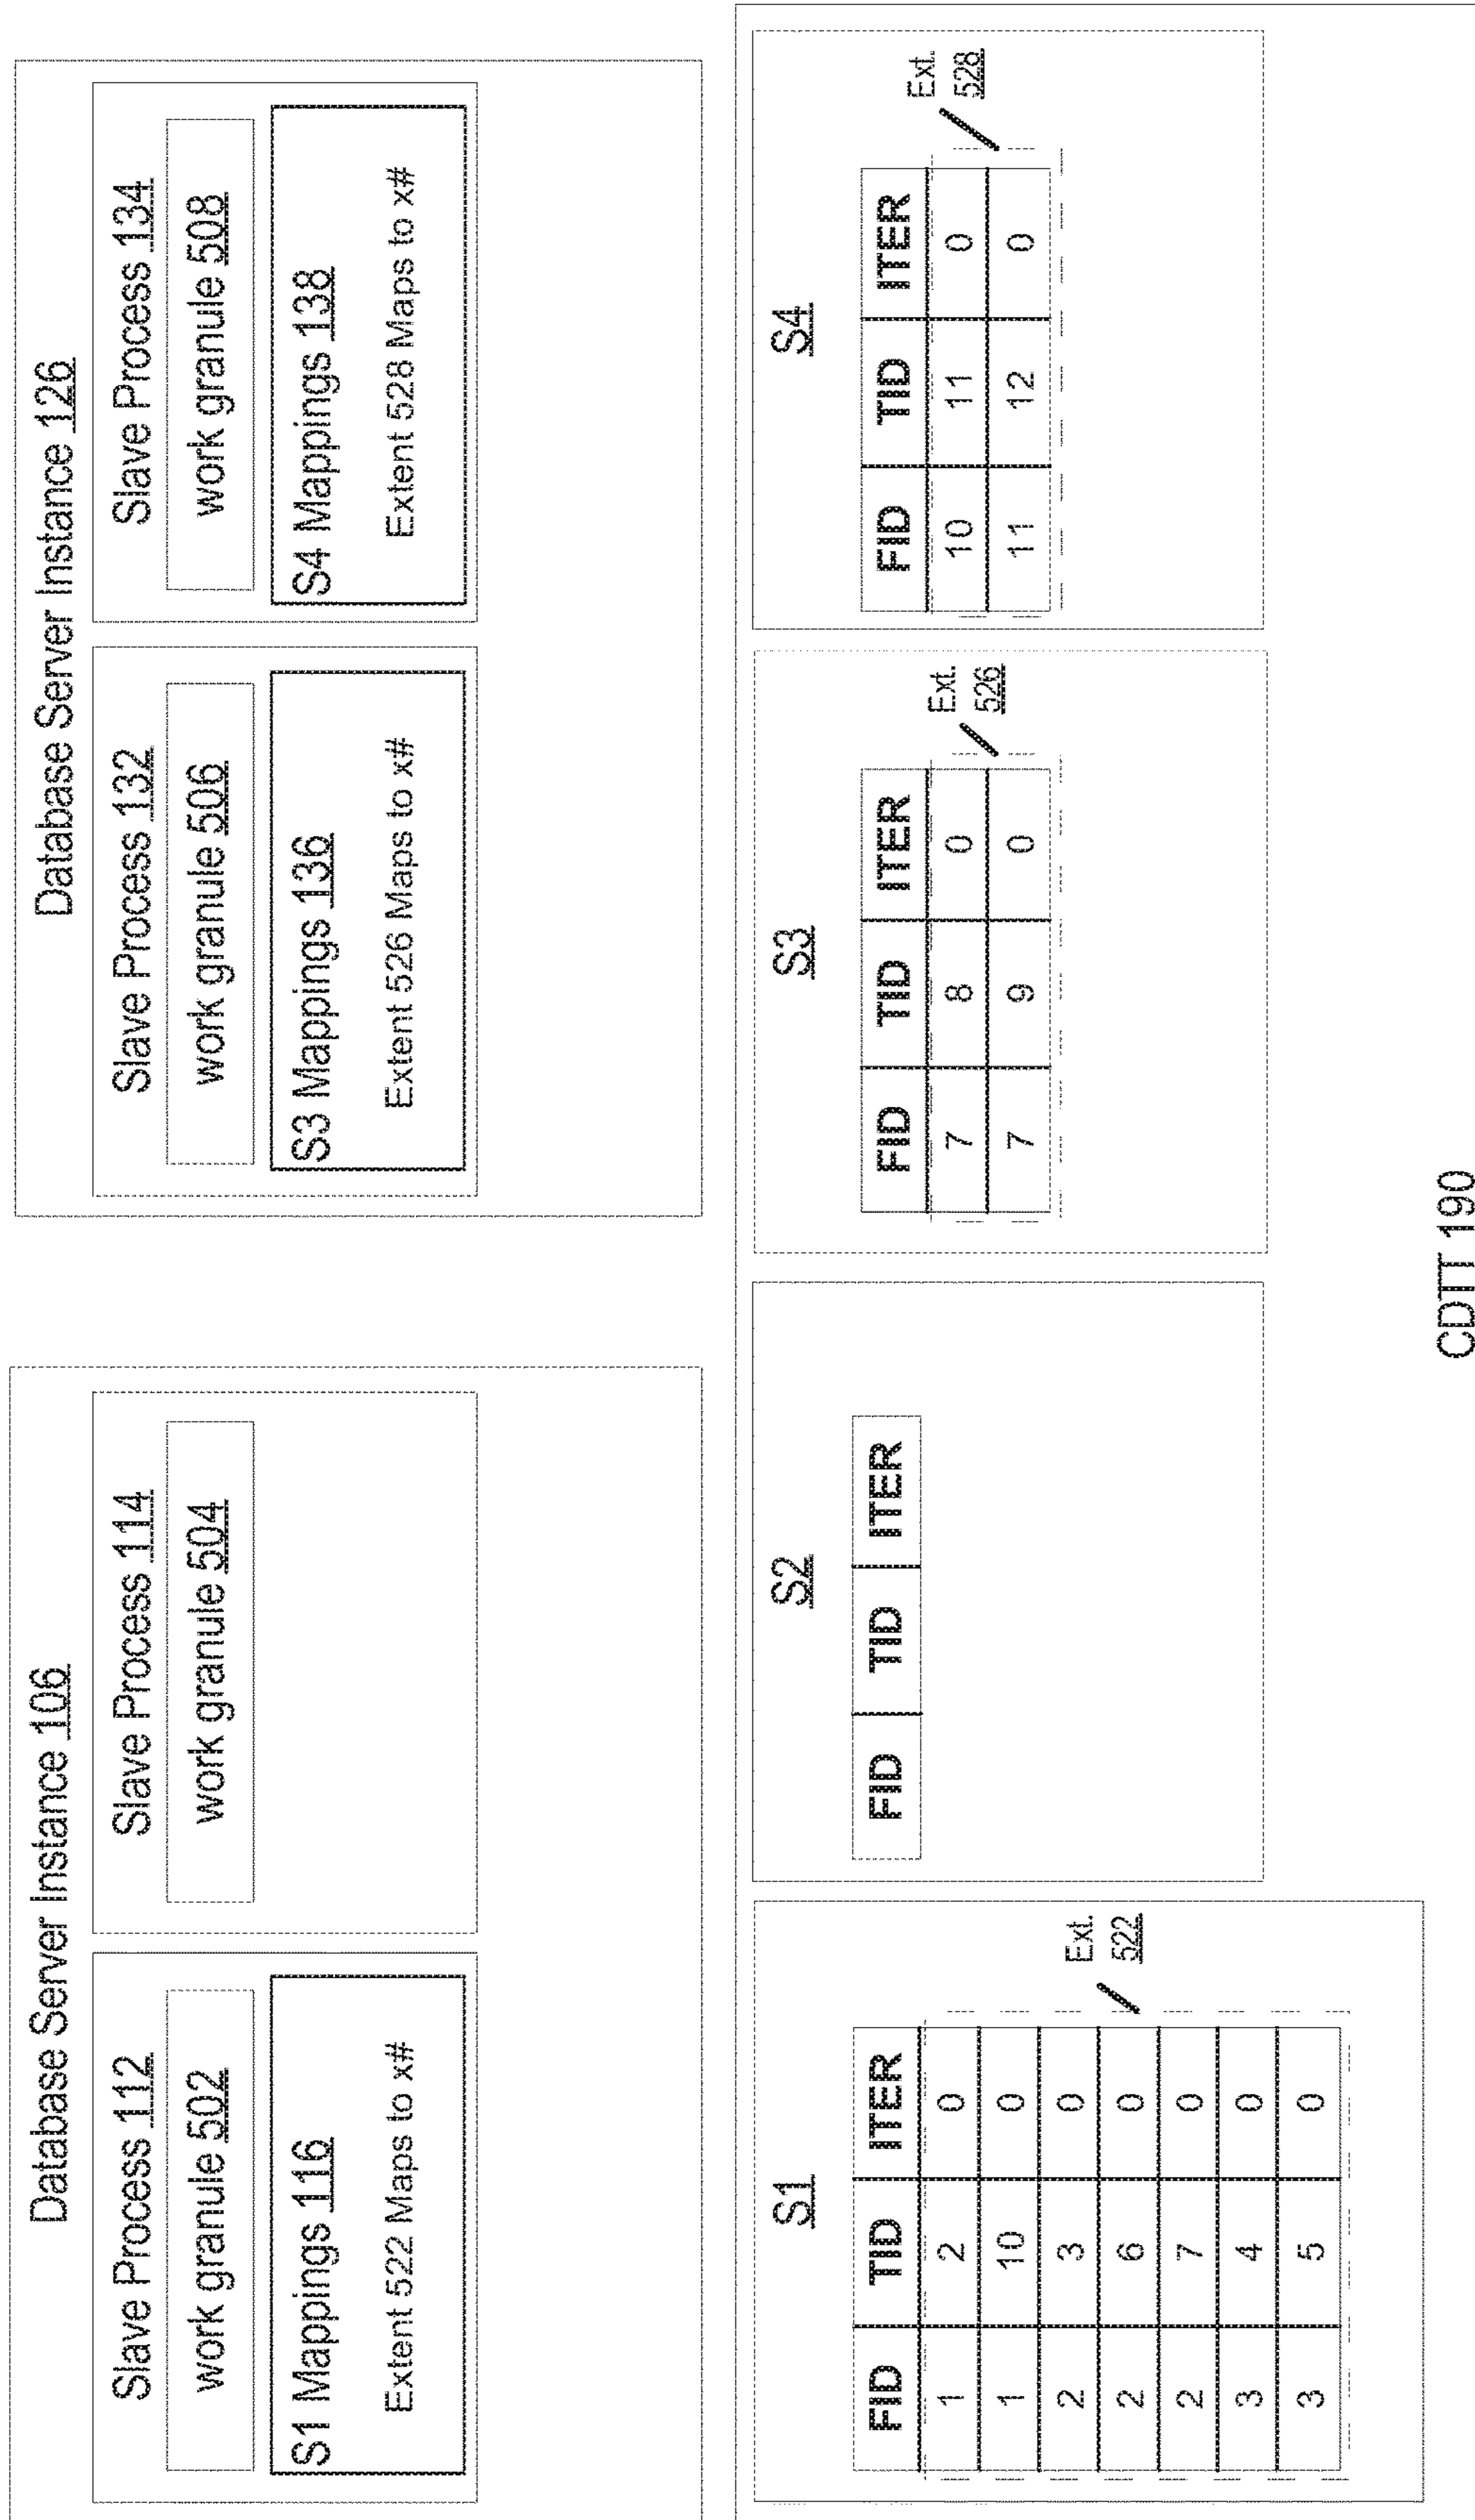 Database Server Instance 106
Slave Process 112
work granule 502
S1 Mappings 116
Extent 522 Maps to x#
Slave Process 114
work granule 504
Database Server Instance 126
Slave Process 132
work granule 506
S3 Mappings 136
Extent 526 Maps to x#
Slave Process 134
work granule 508
S4 Mappings 138
Extent 528 Maps to x#
S1
FID TID ITER
1 2 0
1 10 0
2 3 0
2 6 0
2 7 0
3 4 0
3 5 0
Ext.
522
S2
FID TID ITER
S3
FID TID ITER
7 8 0
7 9 0
Ext.
526
S4
FID TID ITER
10 11 0
11 12 0
Ext.
528
CDTT 190